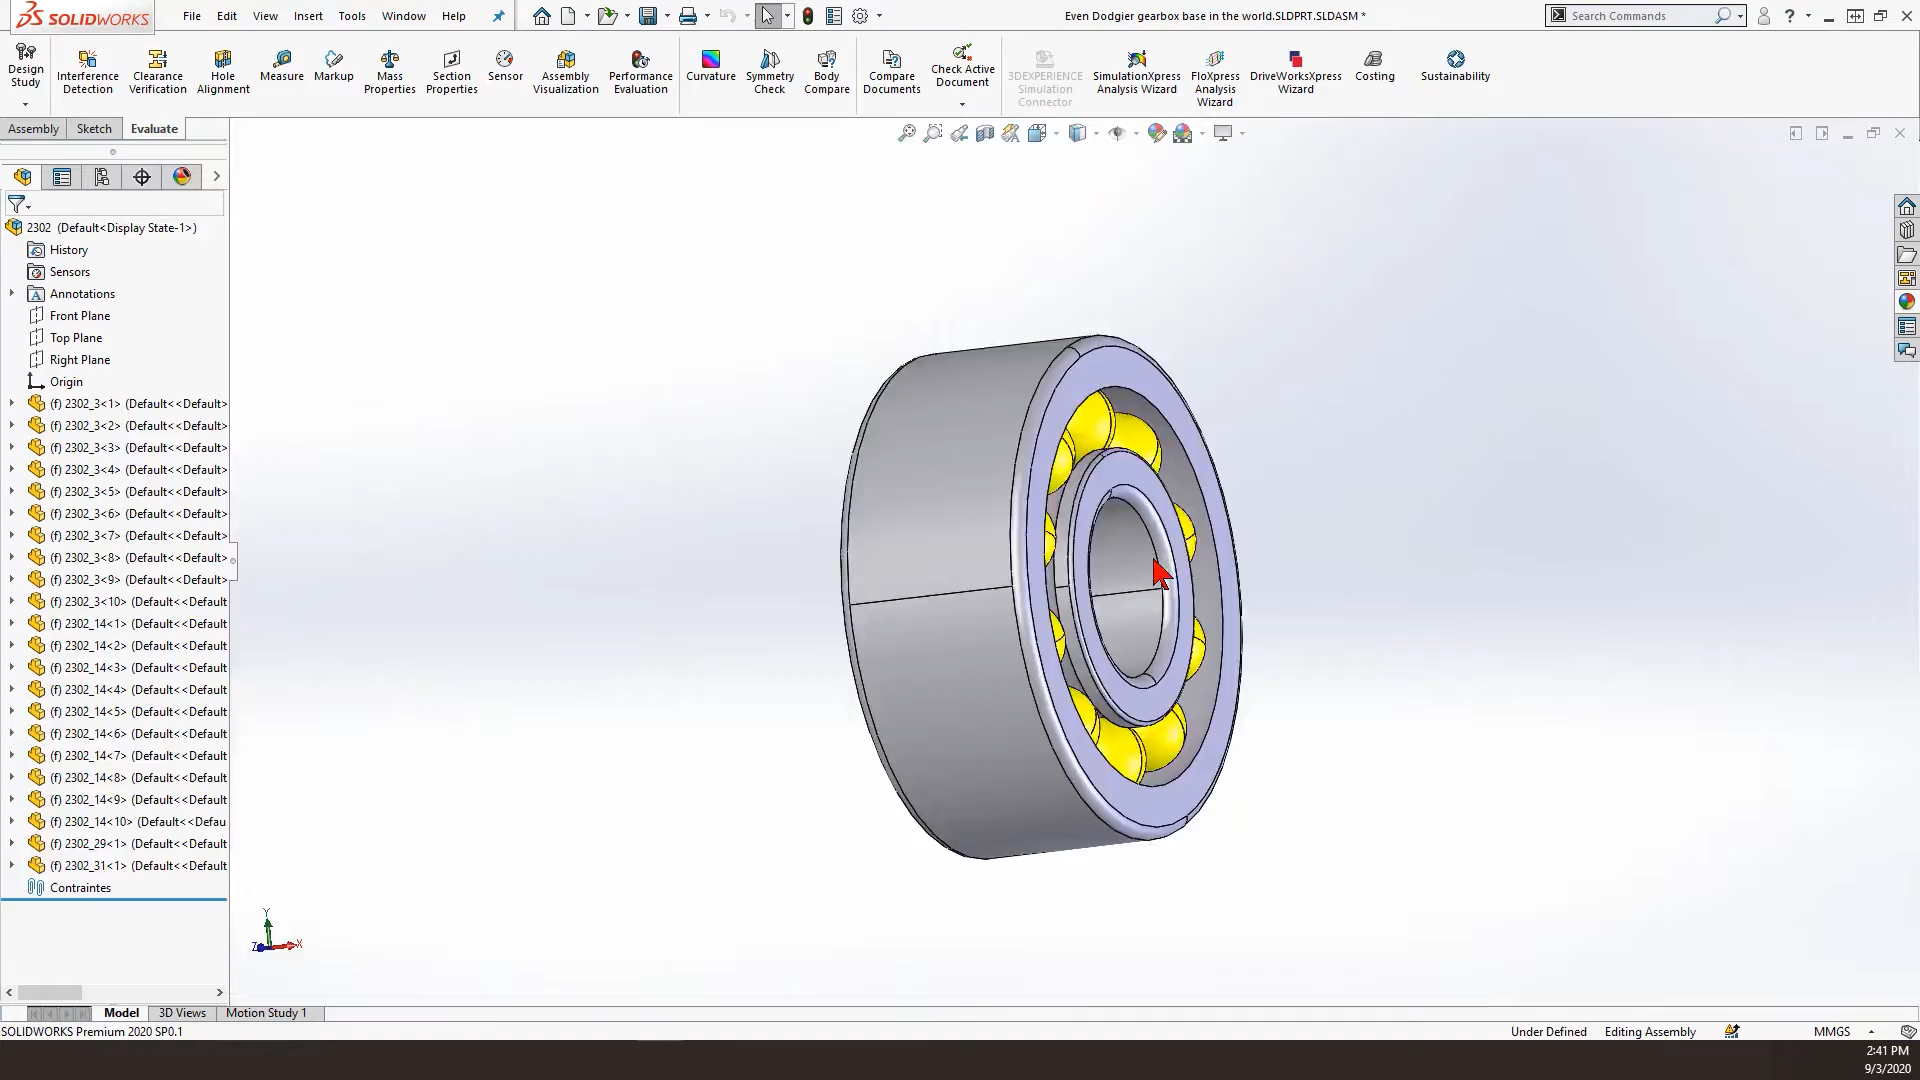 SOLIDWORKS File Edit View Insert Tools Window Help
Even Dodgier gearbox base in the world.SLDPRT.SLDASM *
Search Commands
Design Study
Interference Detection
Clearance Verification
Hole Alignment
Measure
Markup
Mass Properties
Section Properties
Sensor
Assembly Visualization
Performance Evaluation
Curvature
Symmetry Check
Body Compare
Compare Documents
Check Active Document
3DEXPERIENCE Simulation Connector
SimulationXpress Analysis Wizard
FloXpress Analysis Wizard
DriveWorksXpress Wizard
Costing
Sustainability
Assembly Sketch Evaluate
2302 (Default<Display State-1>)
History
Sensors
Annotations
Front Plane
Top Plane
Right Plane
Origin
(f) 2302_3<1> (Default<<Default>
(f) 2302_3<2> (Default<<Default>
(f) 2302_3<3> (Default<<Default>
(f) 2302_3<4> (Default<<Default>
(f) 2302_3<5> (Default<<Default>
(f) 2302_3<6> (Default<<Default>
(f) 2302_3<7> (Default<<Default>
(f) 2302_3<8> (Default<<Default>
(f) 2302_3<9> (Default<<Default>
(f) 2302_3<10> (Default<<Default
(f) 2302_14<1> (Default<<Default
(f) 2302_14<2> (Default<<Default
(f) 2302_14<3> (Default<<Default
(f) 2302_14<4> (Default<<Default
(f) 2302_14<5> (Default<<Default
(f) 2302_14<6> (Default<<Default
(f) 2302_14<7> (Default<<Default
(f) 2302_14<8> (Default<<Default
(f) 2302_14<9> (Default<<Default
(f) 2302_14<10> (Default<<Defau
(f) 2302_29<1> (Default<<Default
(f) 2302_31<1> (Default<<Default
Contraintes
Y
Z X
Model 3D Views Motion Study 1
SOLIDWORKS Premium 2020 SP0.1
Under Defined Editing Assembly MMGS
2:41 PM
9/3/2020